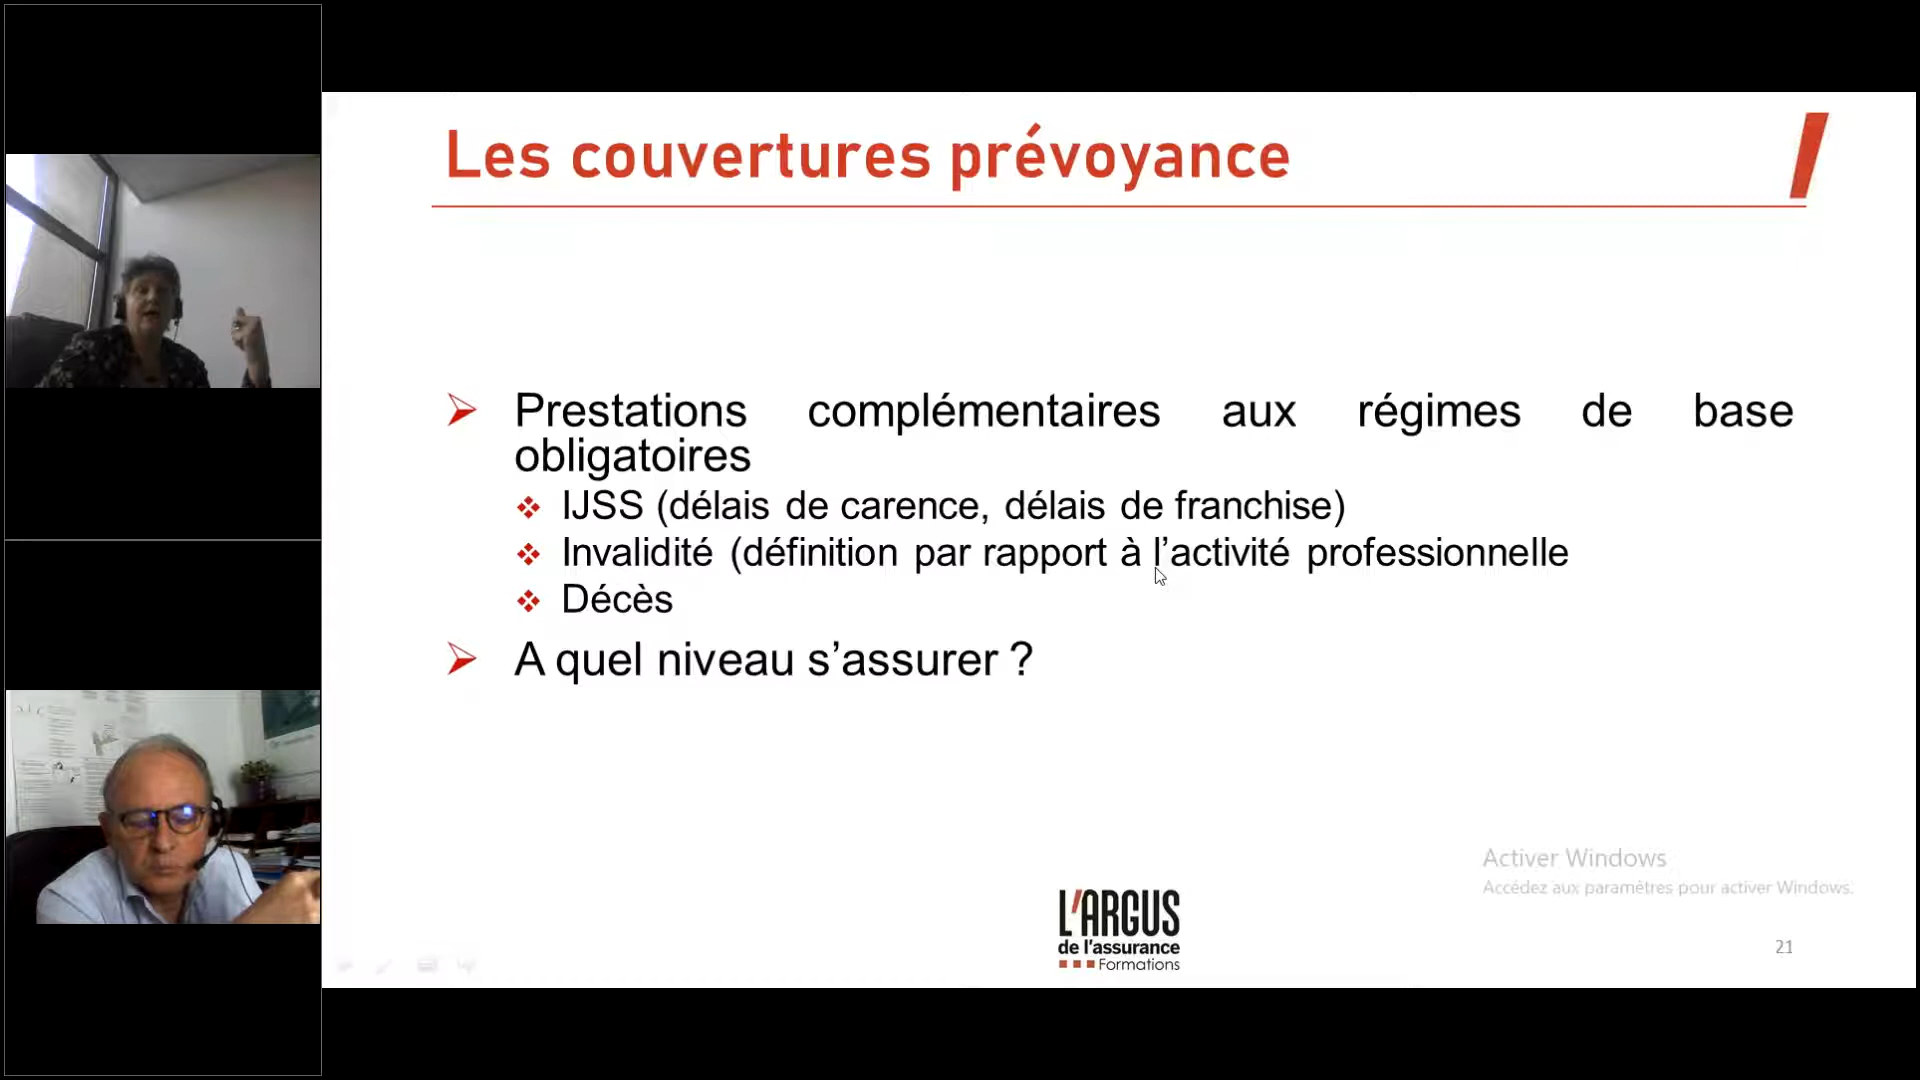 Les couvertures prévoyance
Prestations complémentaires aux régimes de base
obligatoires
IJSS (délais de carence, délais de franchise)
Invalidité (définition par rapport à l’activité professionnelle
Décès
A quel niveau s’assurer ?
Activer Windows
Accédez aux paramètres pour activer Windows.
L'ARGUS
de l'assurance
Formations
21